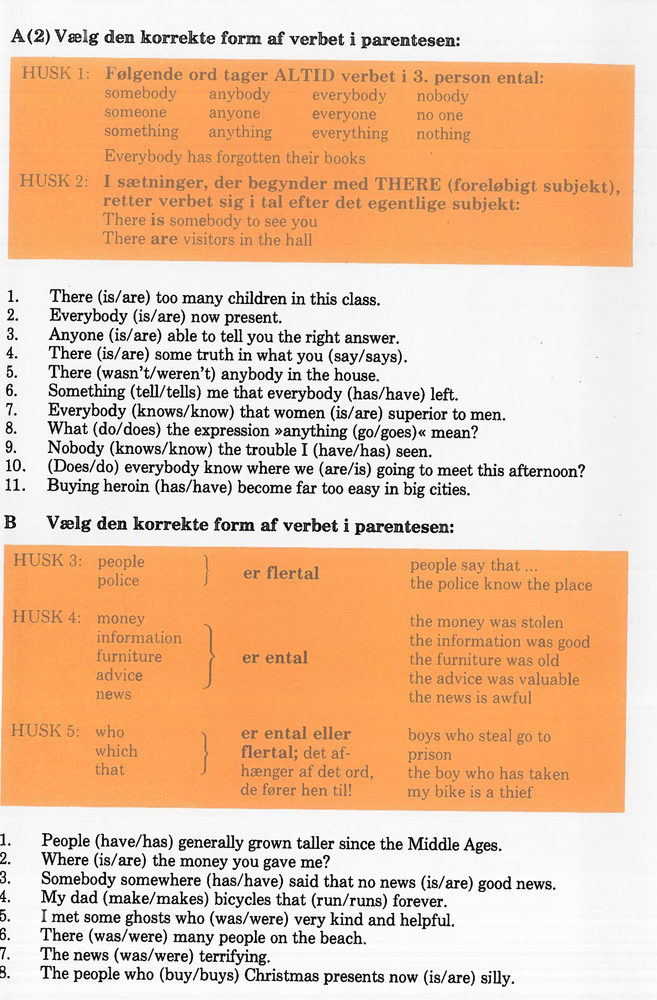 A(2) Vælg den korrekte form af verbet i parentesen:
HUSK 1: Følgende ord tager ALTID verbet i 3. person ental:
somebody anybody everybody nobody
someone anyone everyone no one
something anything everything nothing
Everybody has forgotten their books
HUSK 2: I sætninger, der begynder med THERE (foreløbigt subjekt),
retter verbet sig i tal efter det egentlige subjekt:
There is somebody to see you
There are visitors in the hall
1. There (is/are) too many children in this class.
2. Everybody (is/are) now present.
3. Anyone (is/are) able to tell you the right answer.
4. There (is/are) some truth in what you (say/says).
5. There (wasn't/weren't) anybody in the house.
6. Something (tell/tells) me that everybody (has/have) left.
7. Everybody (knows/know) that women (is/are) superior to men.
8. What (do/does) the expression »anything (go/goes)« mean?
9. Nobody (knows/know) the trouble I (have/has) seen.
10. (Does/do) everybody know where we (are/is) going to meet this afternoon?
11. Buying heroin (has/have) become far too easy in big cities.
B Vælg den korrekte form af verbet i parentesen:
HUSK 3: people
police
er flertal
people say that ...
the police know the place
HUSK 4: money
information
furniture
advice
news
er ental
the money was stolen
the information was good
the furniture was old
the advice was valuable
the news is awful
HUSK 5: who
which
that
er ental eller
flertal; det af-
hænger af det ord,
de fører hen til!
boys who steal go to
prison
the boy who has taken
my bike is a thief
1. People (have/has) generally grown taller since the Middle Ages.
2. Where (is/are) the money you gave me?
3. Somebody somewhere (has/have) said that no news (is/are) good news.
4. My dad (make/makes) bicycles that (run/runs) forever.
5. I met some ghosts who (was/were) very kind and helpful.
6. There (was/were) many people on the beach.
7. The news (was/were) terrifying.
8. The people who (buy/buys) Christmas presents now (is/are) silly.